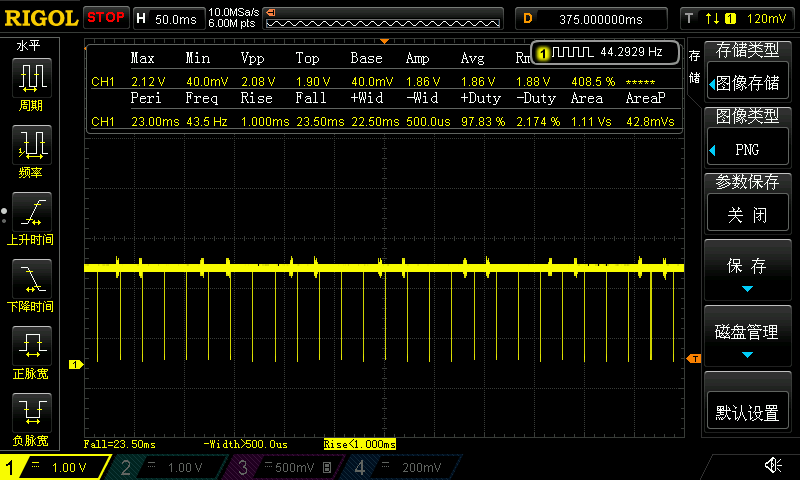 RIGOL STOP H 50.0ms 10.0MSa/s 6.00M pts D 375.000000ms T 1 120mV
水平
周期
频率
上升时间
下降时间
正脉宽
负脉宽
1 44.2929 Hz
Max Min Vpp Top Base Amp Avg
CH1 2.12 V 40.0mV 2.08 V 1.90 V 40.0mV 1.86 V 1.86 V 1.88 V 408.5 % *****
Peri Freq Rise Fall +Wid -Wid +Duty -Duty Area AreaP
CH1 23.00ms 43.5 Hz 1.000ms 23.50ms 22.50ms 500.0us 97.83 % 2.174 % 1.11 Vs 42.8mVs
1
T
Fall=23.50ms -Width>500.0us Rise<1.000ms
存储
存储类型
图像存储
图像类型
PNG
参数保存
关闭
保存
磁盘管理
默认设置
1 1.00 V 2 1.00 V 3 500mV B 4 200mV